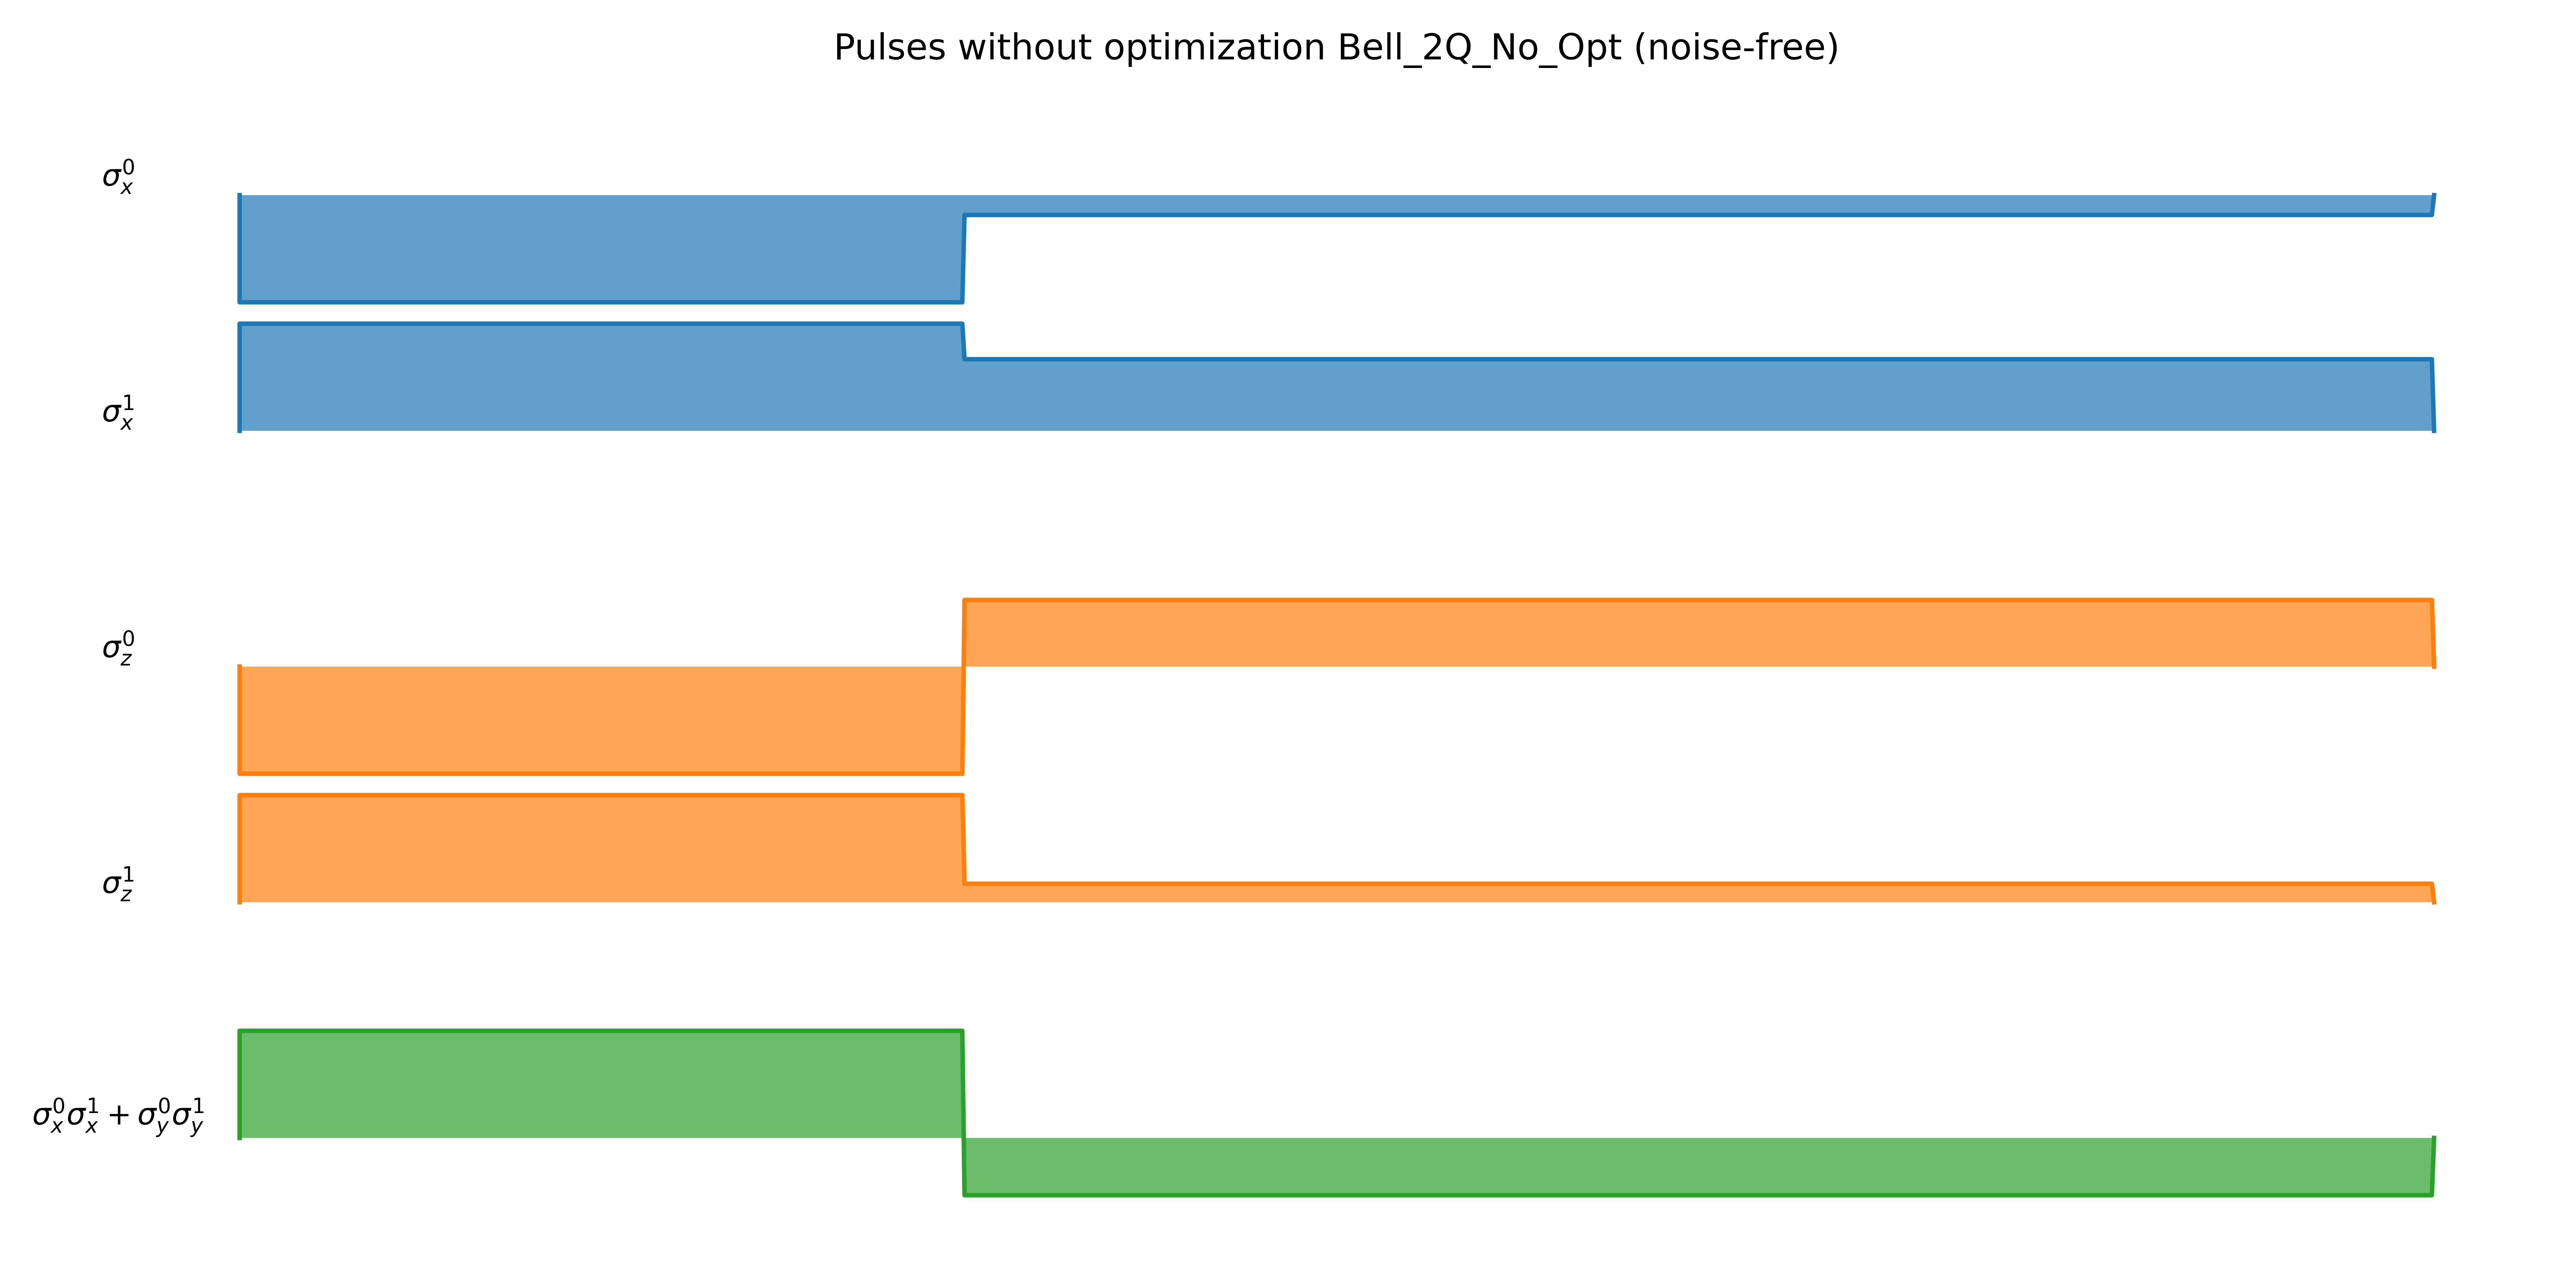 Pulses without optimization Bell_2Q_No_Opt (noise-free)
σ_x^0
σ_x^1
σ_z^0
σ_z^1
σ_x^0σ_x^1 + σ_y^0σ_y^1